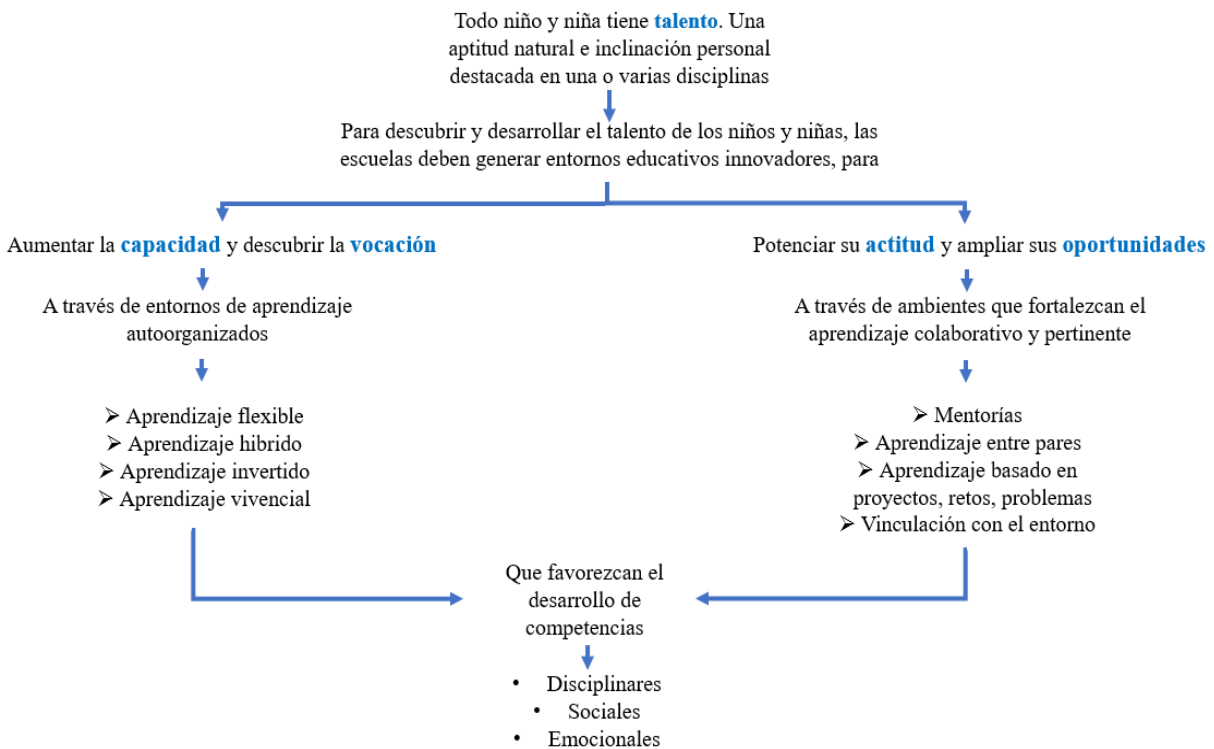 Todo niño y niña tiene talento. Una
aptitud natural e inclinación personal
destacada en una o varias disciplinas
Para descubrir y desarrollar el talento de los niños y niñas, las
escuelas deben generar entornos educativos innovadores, para
Aumentar la capacidad y descubrir la vocación
A través de entornos de aprendizaje
autoorganizados
➤ Aprendizaje flexible
➤ Aprendizaje hibrido
➤ Aprendizaje invertido
➤ Aprendizaje vivencial
Potenciar su actitud y ampliar sus oportunidades
A través de ambientes que fortalezcan el
aprendizaje colaborativo y pertinente
➤ Mentorías
➤ Aprendizaje entre pares
➤ Aprendizaje basado en
proyectos, retos, problemas
➤ Vinculación con el entorno
Que favorezcan el
desarrollo de
competencias
• Disciplinares
• Sociales
• Emocionales